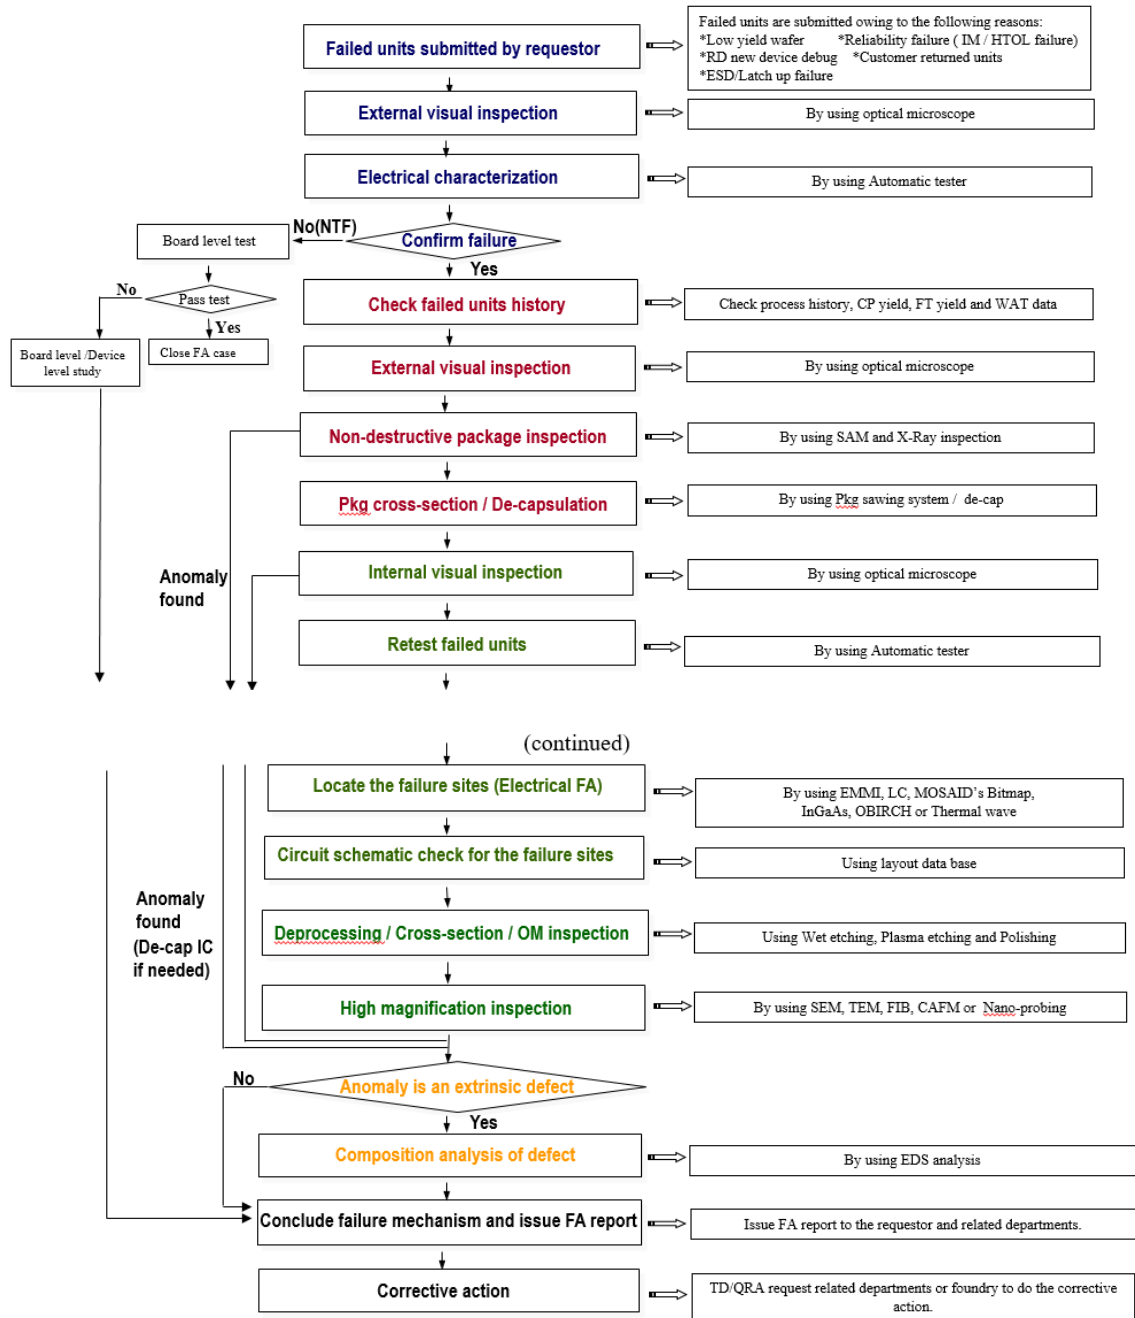 Failed units submitted by requestor
Failed units are submitted owing to the following reasons:
*Low yield wafer *Reliability failure ( IM / HTOL failure)
*RD new device debug *Customer returned units
*ESD/Latch up failure
External visual inspection
By using optical microscope
Electrical characterization
By using Automatic tester
Board level test
No(NTF)
Confirm failure
Yes
No
Pass test
Yes
Board level /Device
level study
Close FA case
Check failed units history
Check process history, CP yield, FT yield and WAT data
External visual inspection
By using optical microscope
Non-destructive package inspection
By using SAM and X-Ray inspection
Pkg cross-section / De-capsulation
By using Pkg sawing system / de-cap
Anomaly
found
Internal visual inspection
By using optical microscope
Retest failed units
By using Automatic tester
(continued)
Locate the failure sites (Electrical FA)
By using EMMI, LC, MOSAID's Bitmap,
InGaAs, OBIRCH or Thermal wave
Circuit schematic check for the failure sites
Using layout data base
Anomaly
found
(De-cap IC
if needed)
Deprocessing / Cross-section / OM inspection
Using Wet etching, Plasma etching and Polishing
High magnification inspection
By using SEM, TEM, FIB, CAFM or Nano-probing
No
Anomaly is an extrinsic defect
Yes
Composition analysis of defect
By using EDS analysis
Conclude failure mechanism and issue FA report
Issue FA report to the requestor and related departments.
Corrective action
TD/QRA request related departments or foundry to do the corrective
action.